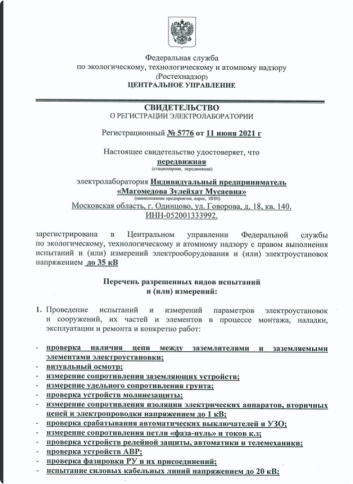 Федеральная служба
по экологическому, технологическому и атомному надзору
(Ростехнадзор)
ЦЕНТРАЛЬНОЕ УПРАВЛЕНИЕ
СВИДЕТЕЛЬСТВО
О РЕГИСТРАЦИИ ЭЛЕКТРОЛАБОРАТОРИИ
Регистрационный № 5776 от 11 июня 2021 г
Настоящее свидетельство удостоверяет, что
передвижная
(стационарная, передвижная)
электролаборатория Индивидуальный предприниматель
«Магомедова Зулейхат Мусаевна»
(наименование предприятия, адрес, ИНН)
Московская область, г. Одинцово, ул. Говорова, д. 18, кв. 140.
ИНН-052001333992.
зарегистрирована в Центральном управлении Федеральной службы
по экологическому, технологическому и атомному надзору с правом выполнения
испытаний и (или) измерений электрооборудования и (или) электроустановок
напряжением до 35 кВ
Перечень разрешенных видов испытаний
и (или) измерений:
1. Проведение испытаний и измерений параметров электроустановок
и сооружений, их частей и элементов в процессе монтажа, наладки,
эксплуатации и ремонта и конкретно работ:
- проверка наличия цепи между заземлителями и заземляемыми
элементами электроустановки;
- визуальный осмотр;
- измерение сопротивления заземляющих устройств;
- измерение удельного сопротивления грунта;
- проверка устройств молниезащиты;
- измерение сопротивления изоляции электрических аппаратов, вторичных
цепей и электропроводки напряжением до 1 кВ;
- проверка срабатывания автоматических выключателей и УЗО;
- измерение сопротивления петли «фаза-нуль» и токов к.з;
- проверка устройств релейной защиты, автоматики и телемеханики;
- проверка устройств АВР;
- проверка фазировки РУ и их присоединений;
- испытание силовых кабельных линий напряжением до 20 кВ;